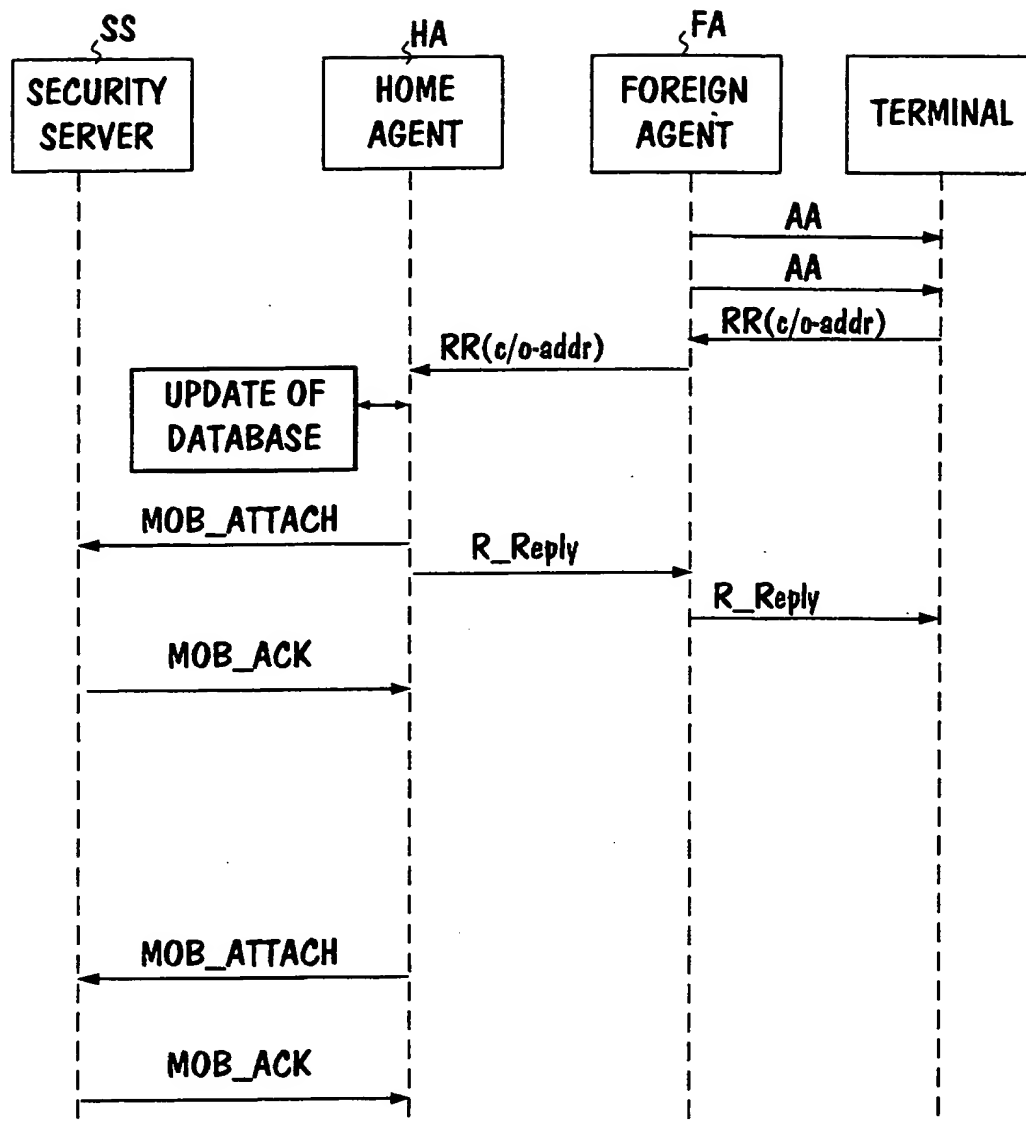 SS
HA
FA
SECURITY
SERVER
HOME
AGENT
FOREIGN
AGENT
TERMINAL
AA
AA
RR(c/o-addr)
RR(c/o-addr)
UPDATE OF
DATABASE
MOB_ATTACH
R_Reply
R_Reply
MOB_ACK
MOB_ATTACH
MOB_ACK